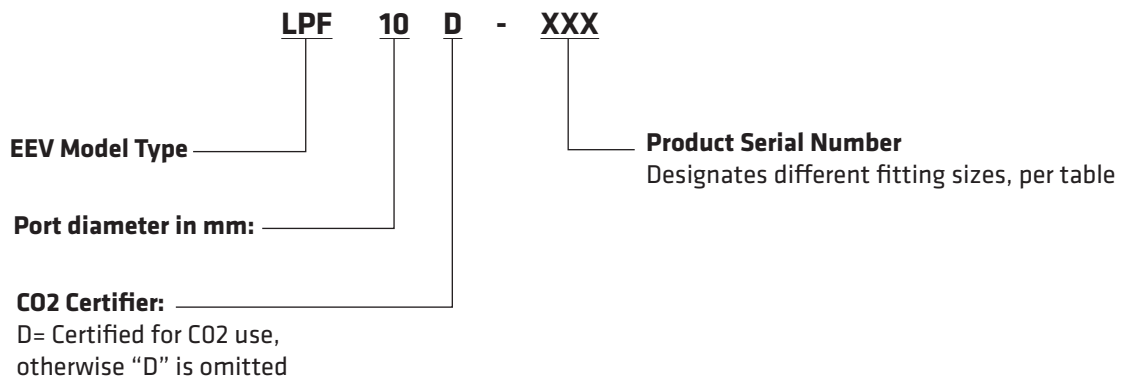 LPF 10 D - XXX
EEV Model Type
Product Serial Number
Designates different fitting sizes, per table
Port diameter in mm:
CO2 Certifier:
D= Certified for CO2 use,
otherwise “D” is omitted